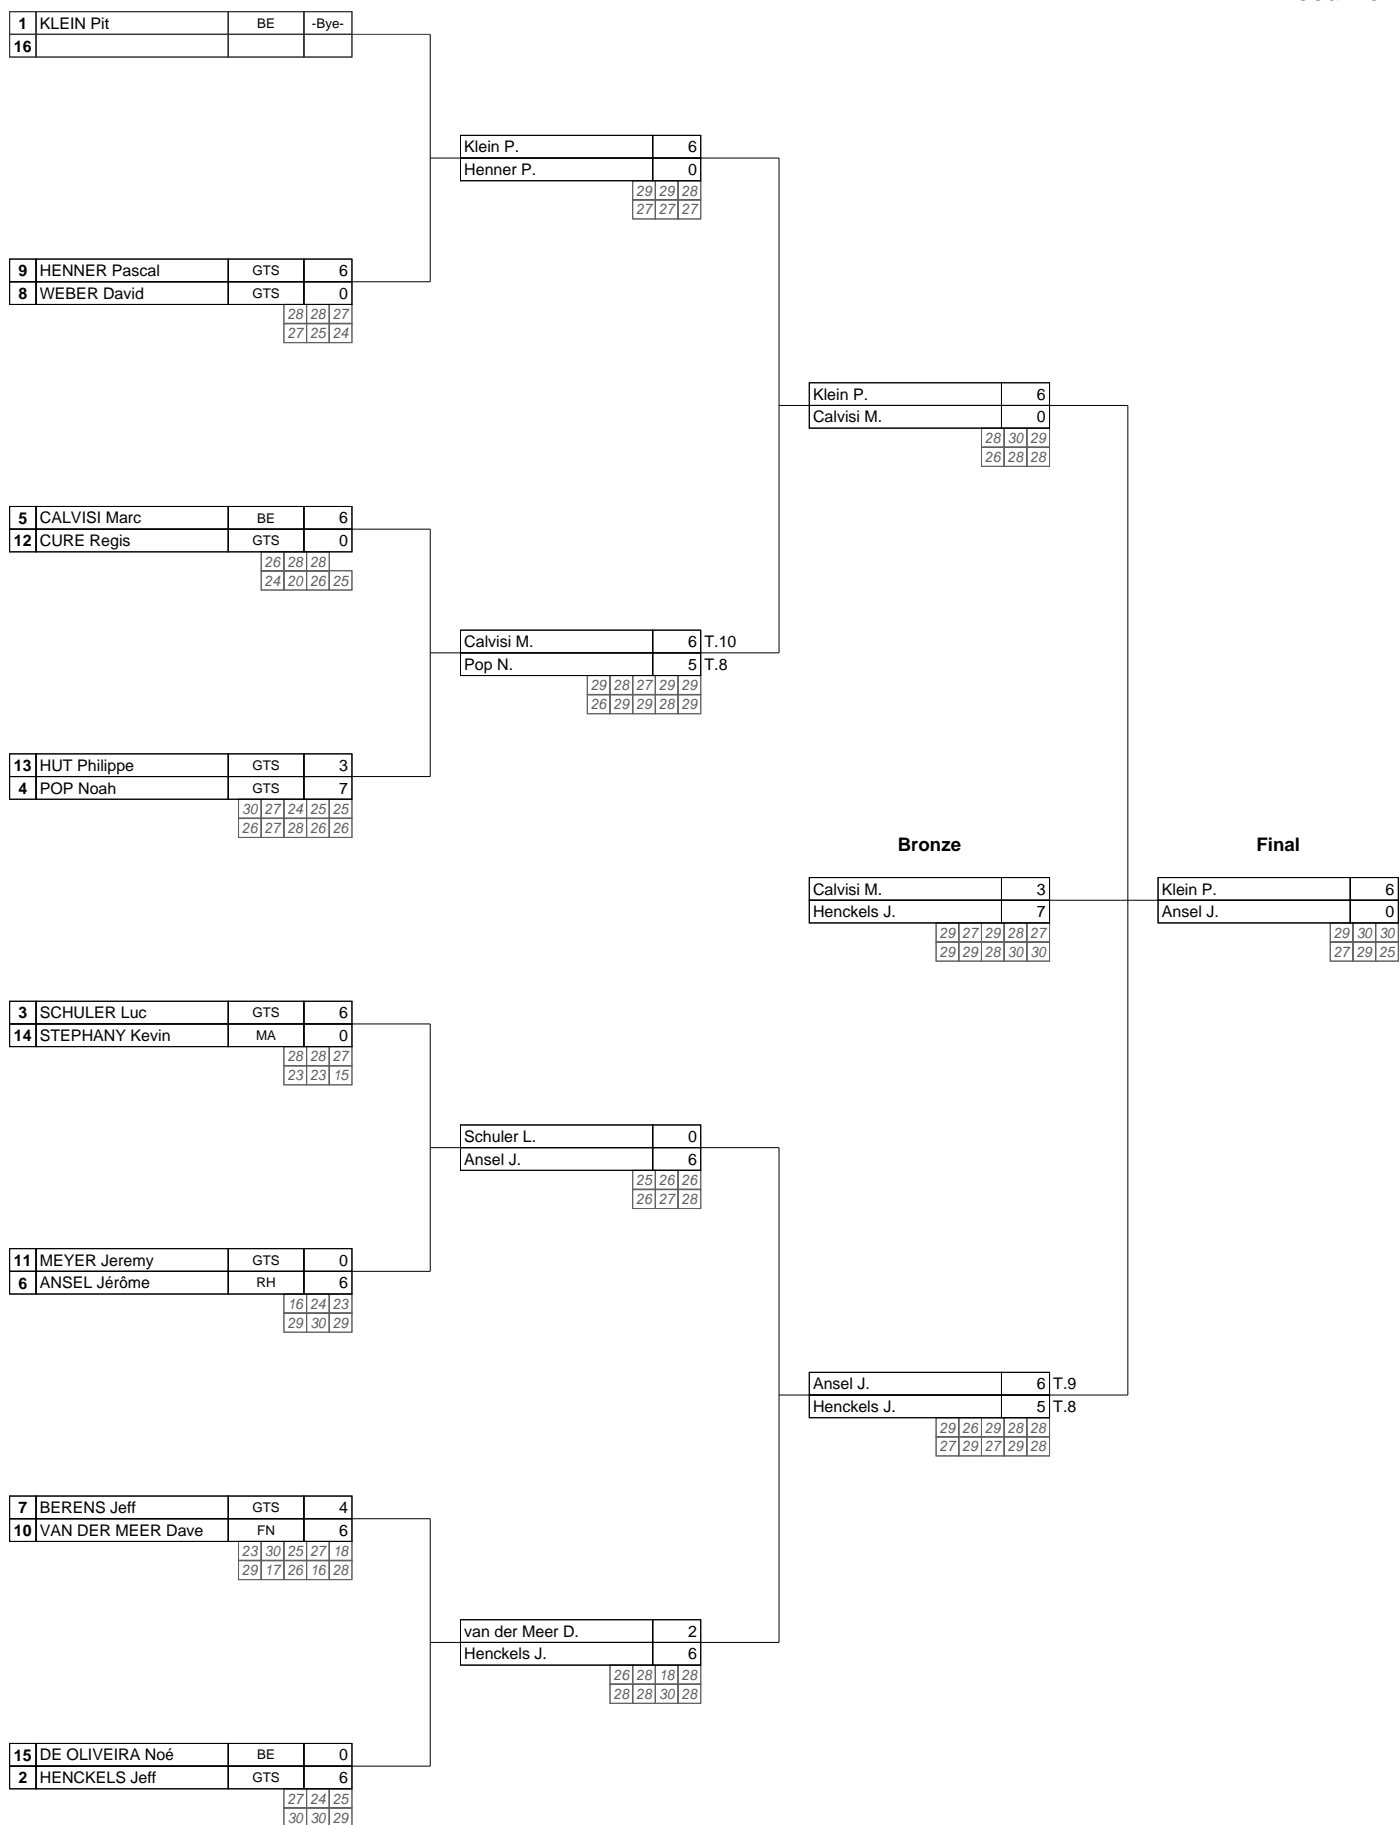 1 KLEIN Pit BE -Bye-
16
Klein P. 6
Henner P. 0
29 29 28
27 27 27
9 HENNER Pascal GTS 6
8 WEBER David GTS 0
28 28 27
27 25 24
Klein P. 6
Calvisi M. 0
28 30 29
26 28 28
5 CALVISI Marc BE 6
12 CURE Regis GTS 0
26 28 28
24 20 26 25
Calvisi M. 6 T.10
Pop N. 5 T.8
29 28 27 29 29
26 29 29 28 29
13 HUT Philippe GTS 3
4 POP Noah GTS 7
30 27 24 25 25
26 27 28 26 26
Bronze
Calvisi M. 3
Henckels J. 7
29 27 29 28 27
29 29 28 30 30
Final
Klein P. 6
Ansel J. 0
29 30 30
27 29 25
3 SCHULER Luc GTS 6
14 STEPHANY Kevin MA 0
28 28 27
23 23 15
Schuler L. 0
Ansel J. 6
25 26 26
26 27 28
11 MEYER Jeremy GTS 0
6 ANSEL Jérôme RH 6
16 24 23
29 30 29
Ansel J. 6 T.9
Henckels J. 5 T.8
29 26 29 28 28
27 29 27 29 28
7 BERENS Jeff GTS 4
10 VAN DER MEER Dave FN 6
23 30 25 27 18
29 17 26 16 28
van der Meer D. 2
Henckels J. 6
26 28 18 28
28 28 30 28
15 DE OLIVEIRA Noé BE 0
2 HENCKELS Jeff GTS 6
27 24 25
30 30 29